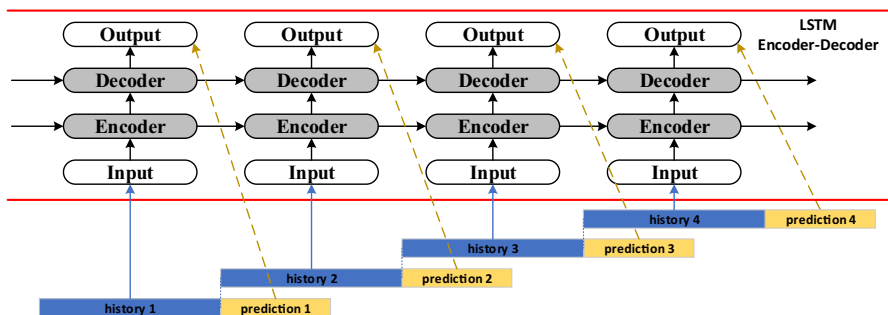 Output Output Output Output LSTM
Encoder-Decoder
Decoder Decoder Decoder Decoder
Encoder Encoder Encoder Encoder
Input Input Input Input
history 4 prediction 4
history 3 prediction 3
history 2 prediction 2
history 1 prediction 1